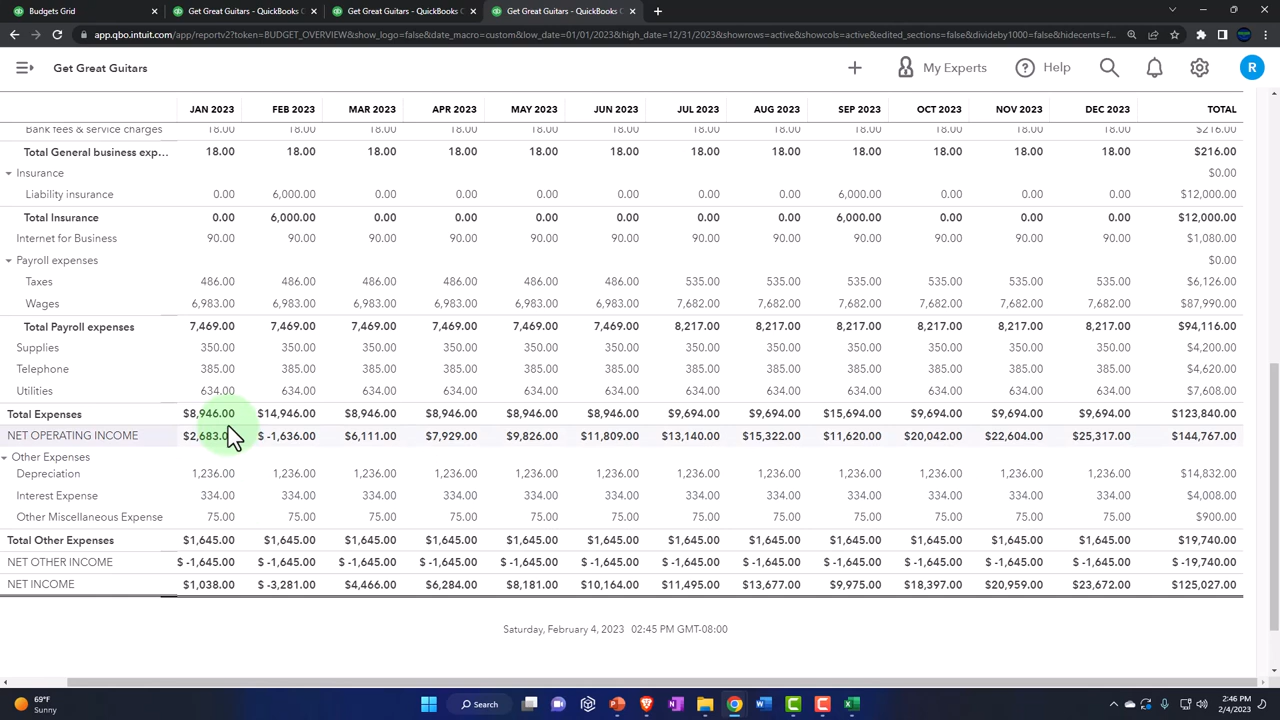 Budgets Grid
Get Great Guitars - QuickBooks C
Get Great Guitars - QuickBooks C
Get Great Guitars - QuickBooks C
app.qbo.intuit.com/app/reportv2?token=BUDGET_OVERVIEW&show_logo=false&date_macro=custom&low_date=01/01/2023&high_date=12/31/2023&showrows=active&showcols=active&edited_sections=false&divideby1000=false&hidecents=f...
Get Great Guitars My Experts Help R
JAN 2023 FEB 2023 MAR 2023 APR 2023 MAY 2023 JUN 2023 JUL 2023 AUG 2023 SEP 2023 OCT 2023 NOV 2023 DEC 2023 TOTAL
Bank fees & service charges 18.00 18.00 18.00 18.00 18.00 18.00 18.00 18.00 18.00 18.00 18.00 18.00 $216.00
Total General business exp... 18.00 18.00 18.00 18.00 18.00 18.00 18.00 18.00 18.00 18.00 18.00 18.00 $216.00
Insurance $0.00
Liability insurance 0.00 6,000.00 0.00 0.00 0.00 0.00 0.00 0.00 6,000.00 0.00 0.00 0.00 $12,000.00
Total Insurance 0.00 6,000.00 0.00 0.00 0.00 0.00 0.00 0.00 6,000.00 0.00 0.00 0.00 $12,000.00
Internet for Business 90.00 90.00 90.00 90.00 90.00 90.00 90.00 90.00 90.00 90.00 90.00 90.00 $1,080.00
Payroll expenses $0.00
Taxes 486.00 486.00 486.00 486.00 486.00 486.00 535.00 535.00 535.00 535.00 535.00 535.00 $6,126.00
Wages 6,983.00 6,983.00 6,983.00 6,983.00 6,983.00 6,983.00 7,682.00 7,682.00 7,682.00 7,682.00 7,682.00 7,682.00 $87,990.00
Total Payroll expenses 7,469.00 7,469.00 7,469.00 7,469.00 7,469.00 7,469.00 8,217.00 8,217.00 8,217.00 8,217.00 8,217.00 8,217.00 $94,116.00
Supplies 350.00 350.00 350.00 350.00 350.00 350.00 350.00 350.00 350.00 350.00 350.00 350.00 $4,200.00
Telephone 385.00 385.00 385.00 385.00 385.00 385.00 385.00 385.00 385.00 385.00 385.00 385.00 $4,620.00
Utilities 634.00 634.00 634.00 634.00 634.00 634.00 634.00 634.00 634.00 634.00 634.00 634.00 $7,608.00
Total Expenses $8,946.00 $14,946.00 $8,946.00 $8,946.00 $8,946.00 $8,946.00 $9,694.00 $9,694.00 $15,694.00 $9,694.00 $9,694.00 $9,694.00 $123,840.00
NET OPERATING INCOME $2,683.0 $ -1,636.00 $6,111.00 $7,929.00 $9,826.00 $11,809.00 $13,140.00 $15,322.00 $11,620.00 $20,042.00 $22,604.00 $25,317.00 $144,767.00
Other Expenses
Depreciation 1,236.00 1,236.00 1,236.00 1,236.00 1,236.00 1,236.00 1,236.00 1,236.00 1,236.00 1,236.00 1,236.00 1,236.00 $14,832.00
Interest Expense 334.00 334.00 334.00 334.00 334.00 334.00 334.00 334.00 334.00 334.00 334.00 334.00 $4,008.00
Other Miscellaneous Expense 75.00 75.00 75.00 75.00 75.00 75.00 75.00 75.00 75.00 75.00 75.00 75.00 $900.00
Total Other Expenses $1,645.00 $1,645.00 $1,645.00 $1,645.00 $1,645.00 $1,645.00 $1,645.00 $1,645.00 $1,645.00 $1,645.00 $1,645.00 $1,645.00 $19,740.00
NET OTHER INCOME $ -1,645.00 $ -1,645.00 $ -1,645.00 $ -1,645.00 $ -1,645.00 $ -1,645.00 $ -1,645.00 $ -1,645.00 $ -1,645.00 $ -1,645.00 $ -1,645.00 $ -1,645.00 $ -19,740.00
NET INCOME $1,038.00 $ -3,281.00 $4,466.00 $6,284.00 $8,181.00 $10,164.00 $11,495.00 $13,677.00 $9,975.00 $18,397.00 $20,959.00 $23,672.00 $125,027.00
Saturday, February 4, 2023 02:45 PM GMT-08:00
69°F
Sunny
Search
2:46 PM
2/4/2023